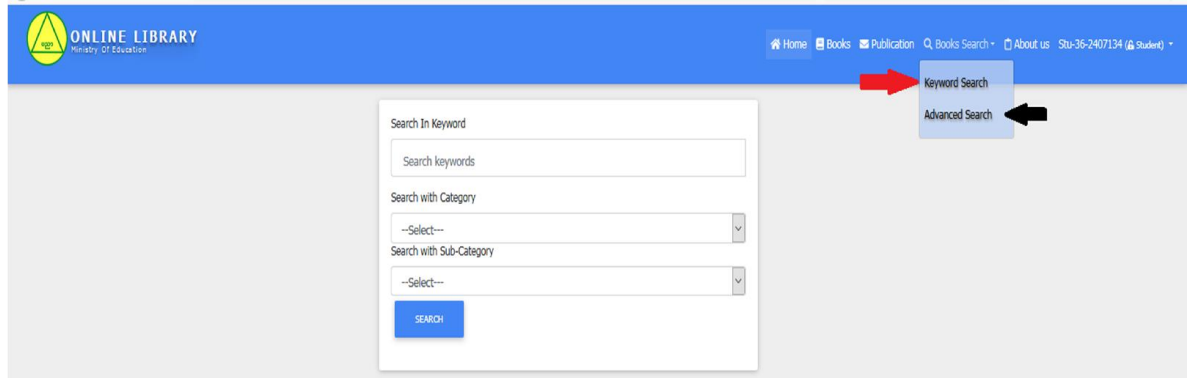 ONLINE LIBRARY
Ministry Of Education
Home Books Publication Books Search About us Stu-36-2407134 (Student)
Keyword Search
Advanced Search
Search In Keyword
Search keywords
Search with Category
--Select---
Search with Sub-Category
--Select---
SEARCH